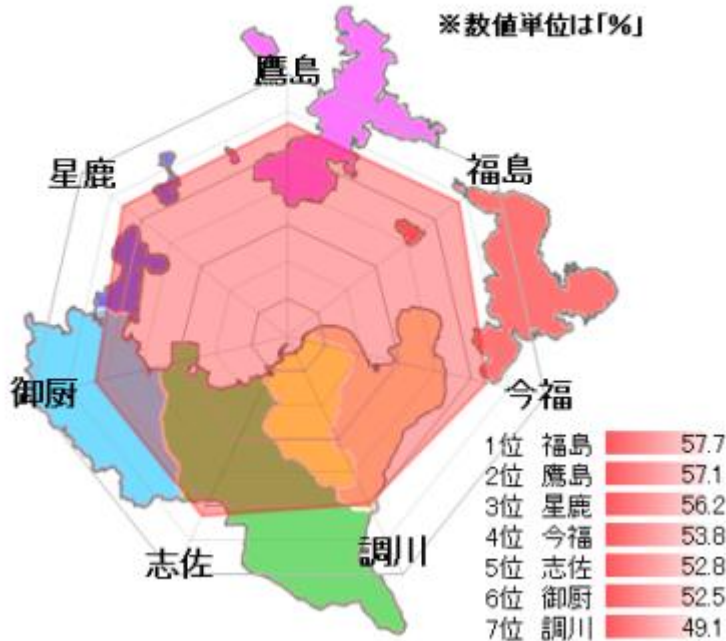 ※数値単位は「%」
鷹島
福島
星鹿
御厨
今福
志佐
調川
1位 福島 57.7
2位 鷹島 57.1
3位 星鹿 56.2
4位 今福 53.8
5位 志佐 52.8
6位 御厨 52.5
7位 調川 49.1